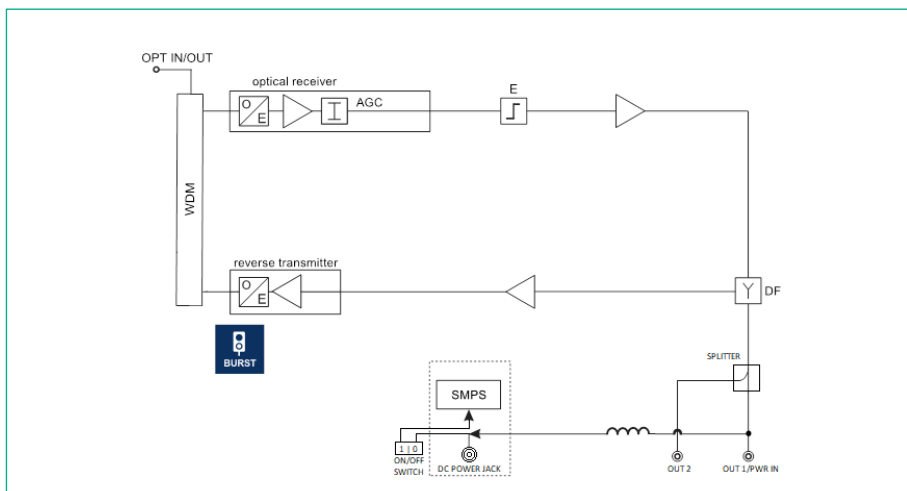 OPT IN/OUT
optical receiver
O
E
AGC
E
WDM
reverse transmitter
O
E
DF
BURST
SPLITTER
SMPS
1 | 0
ON/OFF
SWITCH
DC POWER JACK
OUT 2
OUT 1/PWR IN